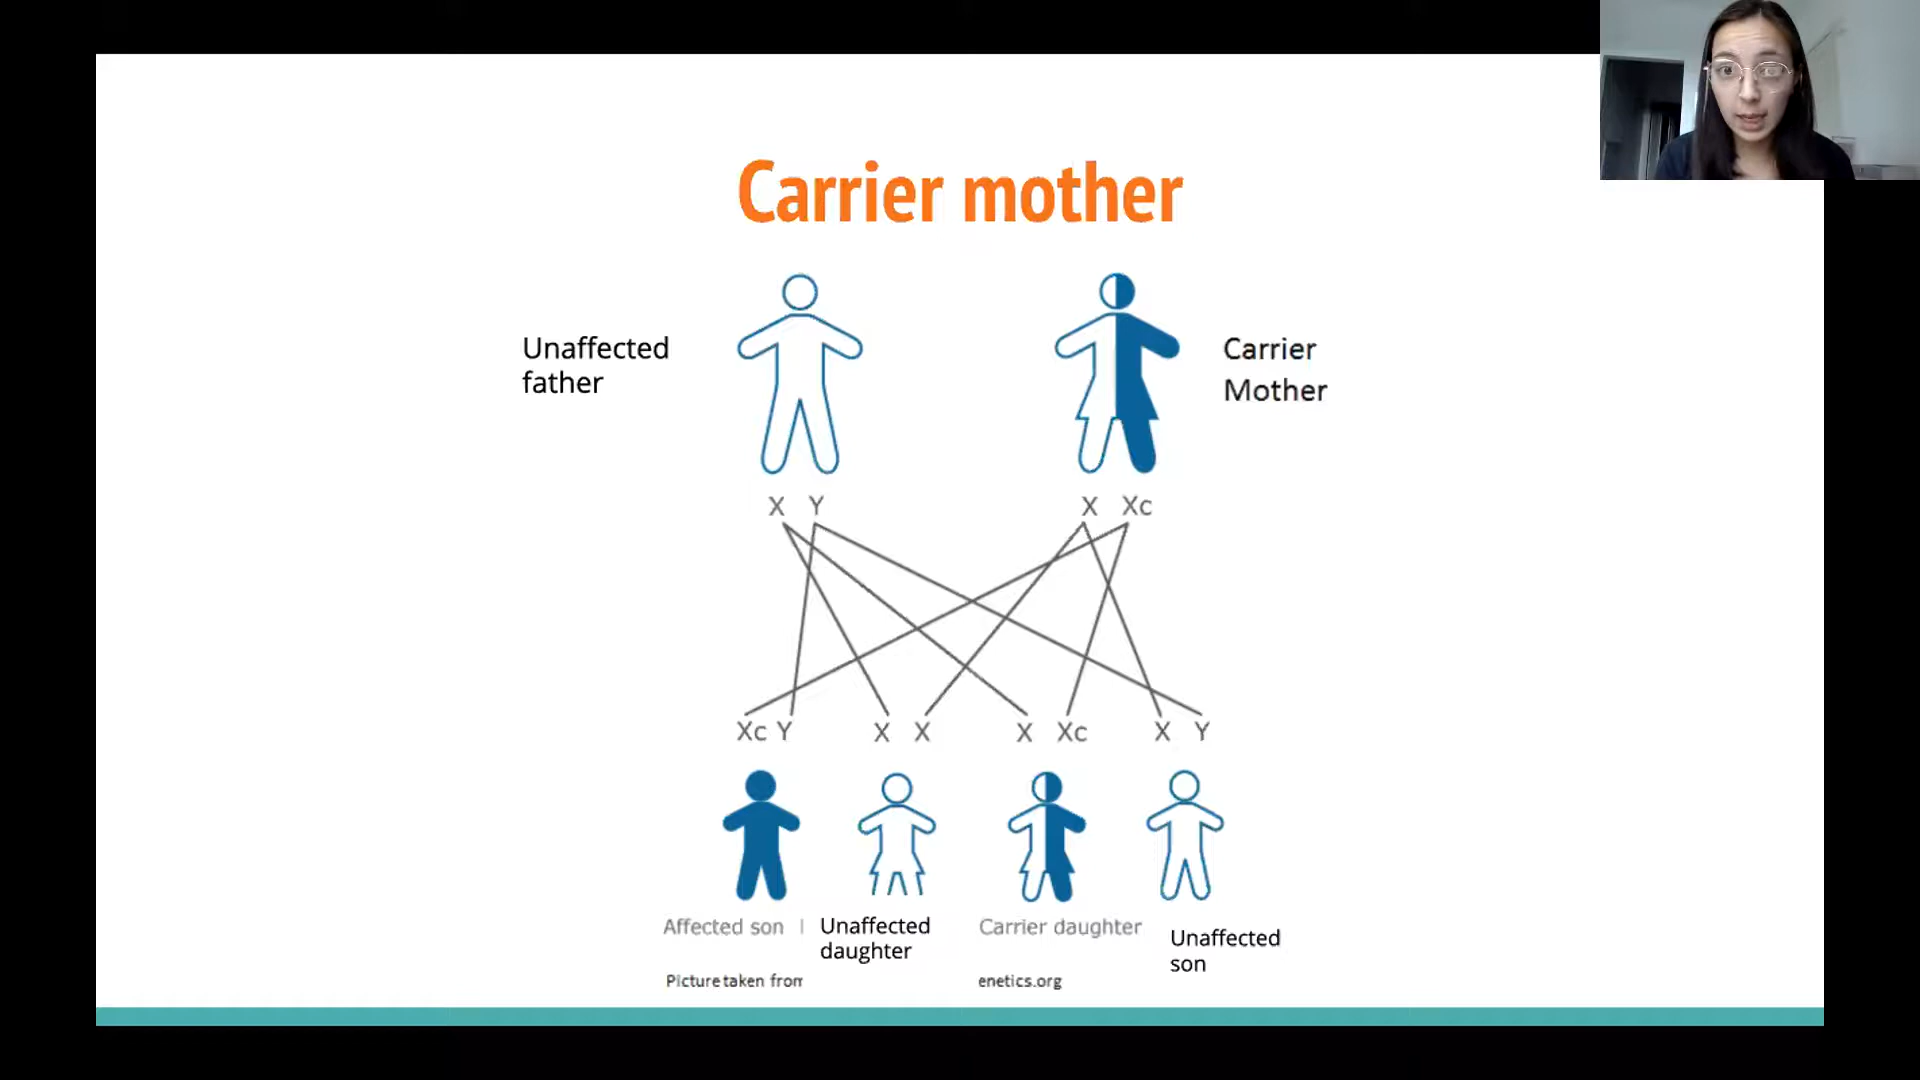 Carrier mother
Unaffected
father
Carrier
Mother
X Y
X Xc
Xc Y
X X
X Xc
X Y
Affected son
Unaffected
daughter
Carrier daughter
Unaffected
son
Picture taken from
enetics.org